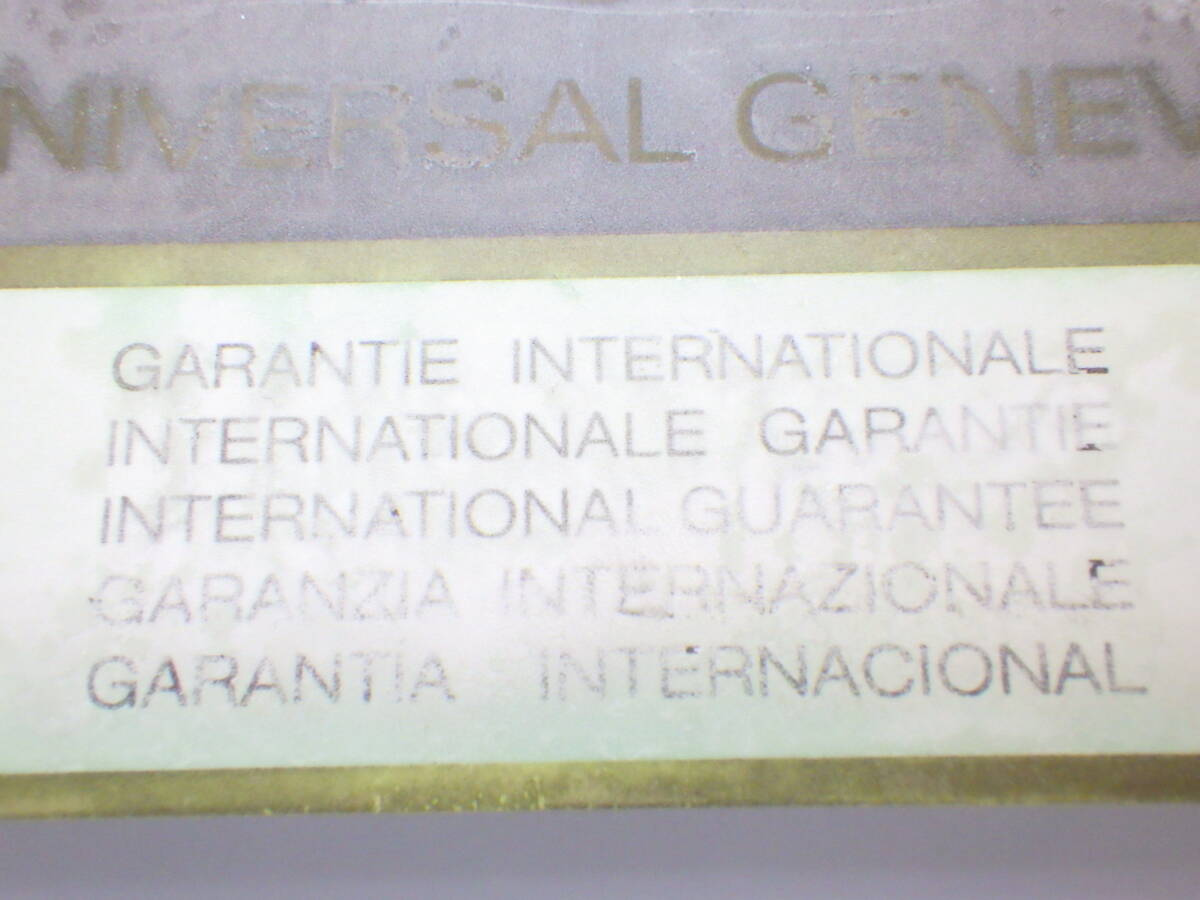 NIVERSAL GENEV
GARANTIE INTERNATIONALE
INTERNATIONALE GARANTIE
INTERNATIONAL GUARANTEE
GARANZIA INTERNAZIONALE
GARANTIA INTERNACIONAL